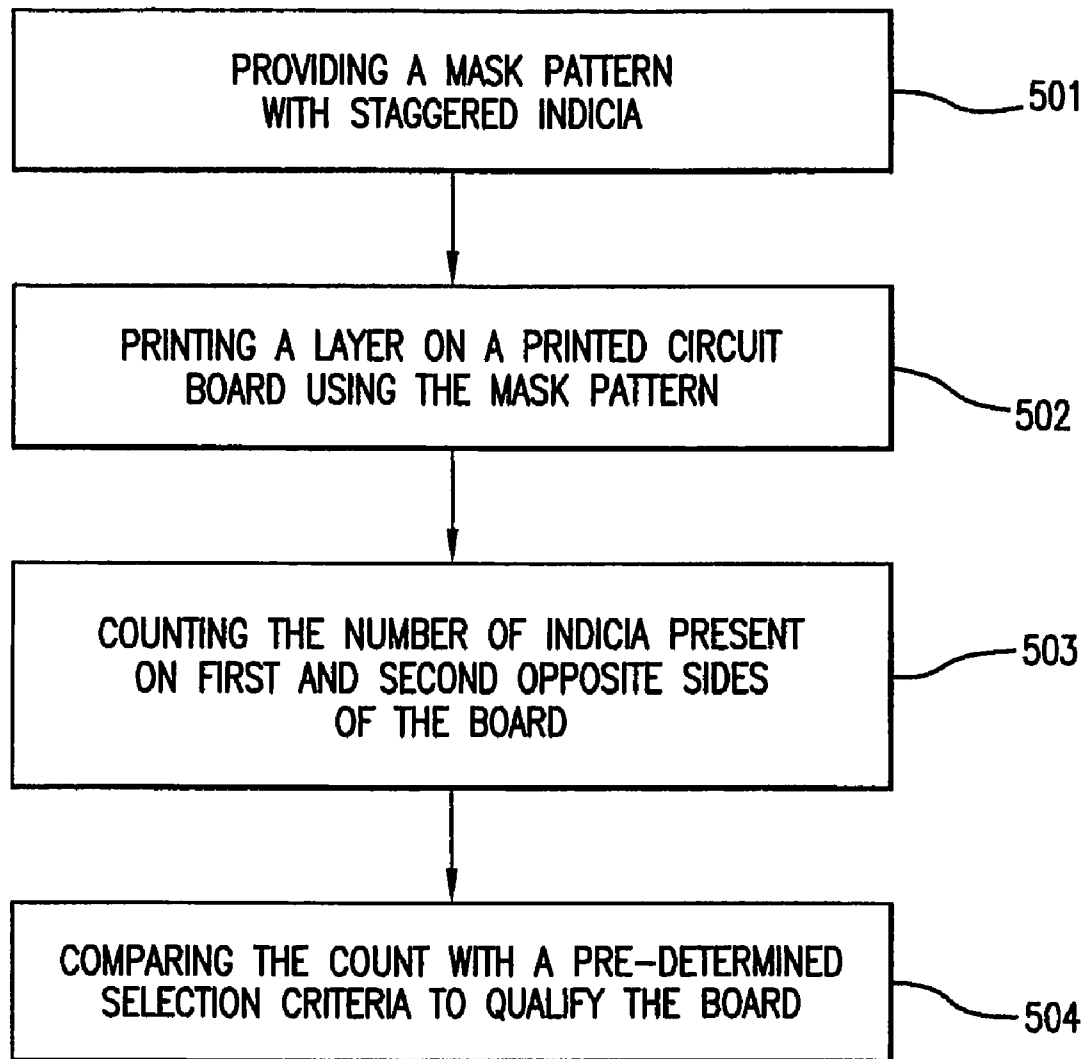 PROVIDING A MASK PATTERN
WITH STAGGERED INDICIA
501
PRINTING A LAYER ON A PRINTED CIRCUIT
BOARD USING THE MASK PATTERN
502
COUNTING THE NUMBER OF INDICIA PRESENT
ON FIRST AND SECOND OPPOSITE SIDES
OF THE BOARD
503
COMPARING THE COUNT WITH A PRE-DETERMINED
SELECTION CRITERIA TO QUALIFY THE BOARD
504